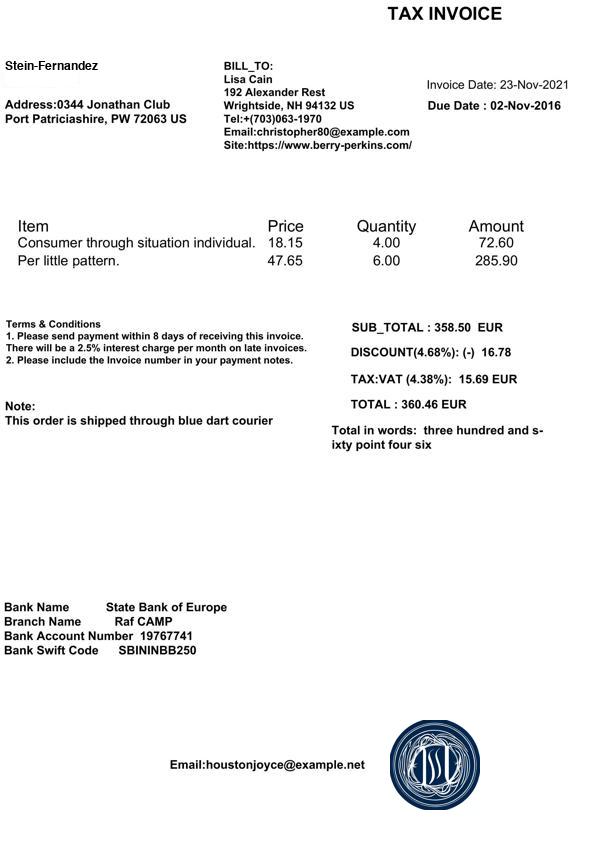 TAX INVOICE
Stein-Fernandez
Address:0344 Jonathan Club
Port Patriciashire, PW 72063 US
BILL_TO:
Lisa Cain
192 Alexander Rest
Wrightside, NH 94132 US
Tel:+(703)063-1970
Email:christopher80@example.com
Site:https://www.berry-perkins.com/
Invoice Date: 23-Nov-2021
Due Date : 02-Nov-2016
Item Price Quantity Amount
Consumer through situation individual. 18.15 4.00 72.60
Per little pattern. 47.65 6.00 285.90
Terms & Conditions
1. Please send payment within 8 days of receiving this invoice.
There will be a 2.5% interest charge per month on late invoices.
2. Please include the Invoice number in your payment notes.
Note:
This order is shipped through blue dart courier
SUB_TOTAL : 358.50 EUR
DISCOUNT(4.68%): (-) 16.78
TAX:VAT (4.38%): 15.69 EUR
TOTAL : 360.46 EUR
Total in words: three hundred and s-
ixty point four six
Bank Name State Bank of Europe
Branch Name Raf CAMP
Bank Account Number 19767741
Bank Swift Code SBININBB250
Email:houstonjoyce@example.net